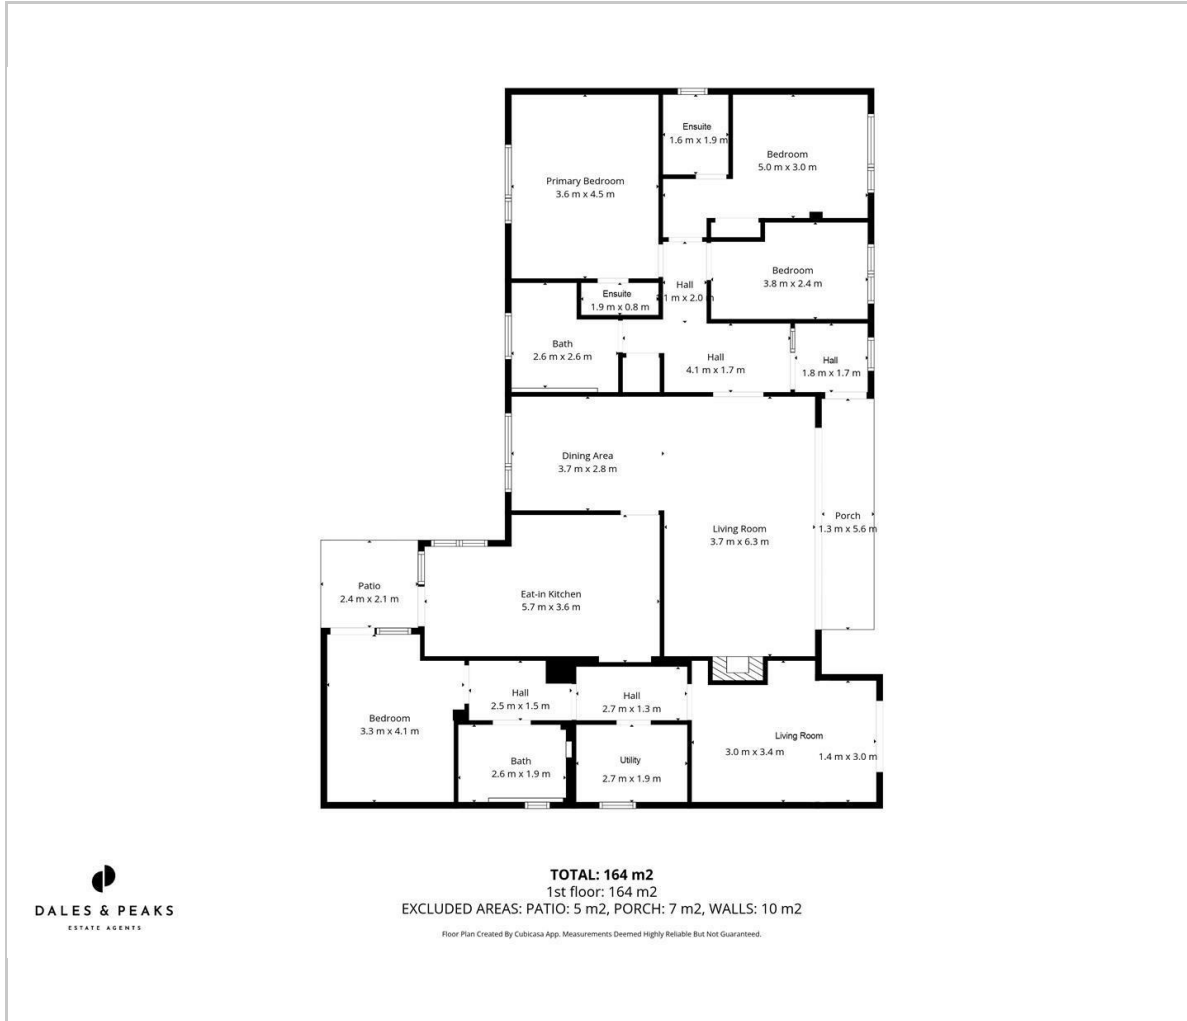 Ensuite
1.6 m x 1.9 m
Bedroom
5.0 m x 3.0 m
Primary Bedroom
3.6 m x 4.5 m
Bedroom
3.8 m x 2.4 m
Hall
1 m x 2.0
Ensuite
1.9 m x 0.8 m
Bath
2.6 m x 2.6 m
Hall
4.1 m x 1.7 m
Hall
1.8 m x 1.7 m
Dining Area
3.7 m x 2.8 m
Living Room
3.7 m x 6.3 m
Porch
1.3 m x 5.6 m
Patio
2.4 m x 2.1 m
Eat-in Kitchen
5.7 m x 3.6 m
Bedroom
3.3 m x 4.1 m
Hall
2.5 m x 1.5 m
Hall
2.7 m x 1.3 m
Living Room
3.0 m x 3.4 m
1.4 m x 3.0 m
Bath
2.6 m x 1.9 m
Utility
2.7 m x 1.9 m
TOTAL: 164 m2
1st floor: 164 m2
EXCLUDED AREAS: PATIO: 5 m2, PORCH: 7 m2, WALLS: 10 m2
Floor Plan Created By Cubicasa App. Measurements Deemed Highly Reliable But Not Guaranteed.
DALES & PEAKS
ESTATE AGENTS